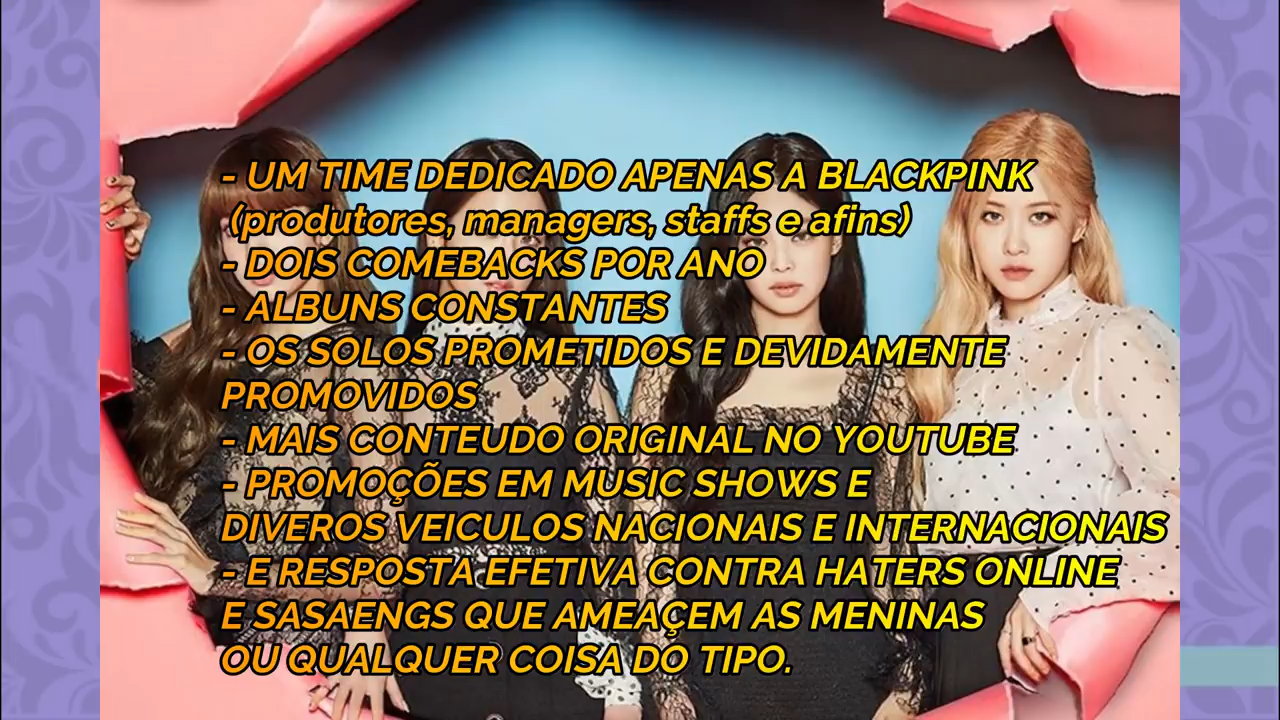 - UM TIME DEDICADO APENAS A BLACKPINK
(produtores, managers, staffs e afins)
- DOIS COMEBACKS POR ANO
- ALBUNS CONSTANTES
- OS SOLOS PROMETIDOS E DEVIDAMENTE
PROMOVIDOS
- MAIS CONTEUDO ORIGINAL NO YOUTUBE
- PROMOÇÕES EM MUSIC SHOWS E
DIVEROS VEICULOS NACIONAIS E INTERNACIONAIS
- E RESPOSTA EFETIVA CONTRA HATERS ONLINE
E SASAENGS QUE AMEAÇEM AS MENINAS
OU QUALQUER COISA DO TIPO.